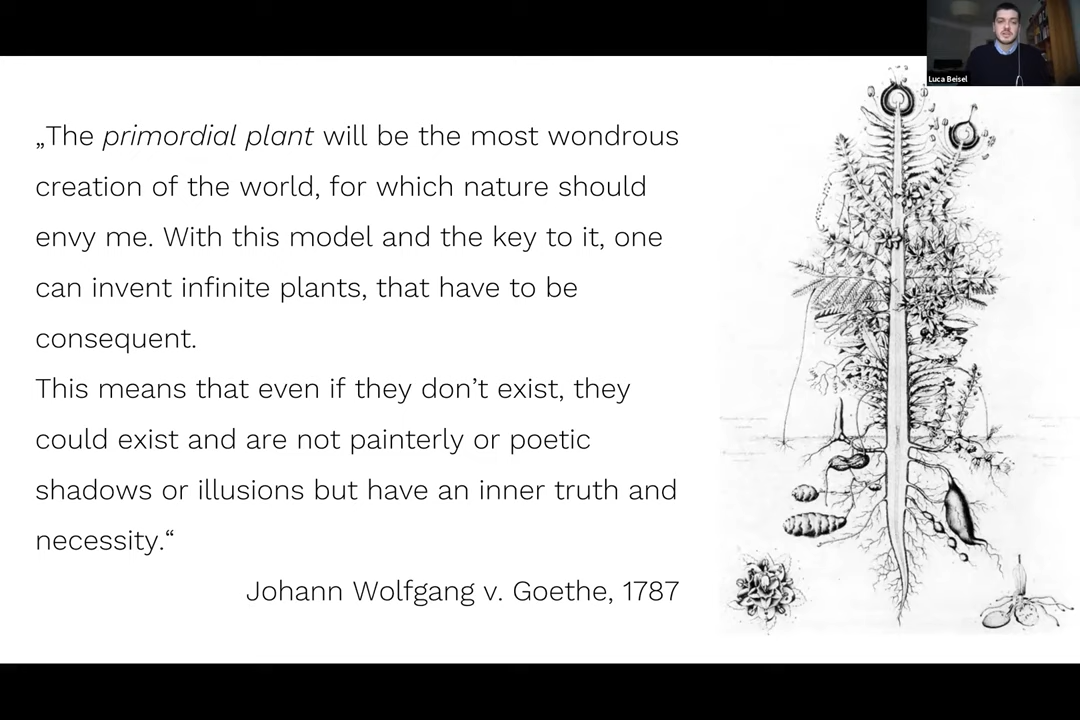 Luca Beisel
„The primordial plant will be the most wondrous
creation of the world, for which nature should
envy me. With this model and the key to it, one
can invent infinite plants, that have to be
consequent.
This means that even if they don’t exist, they
could exist and are not painterly or poetic
shadows or illusions but have an inner truth and
necessity.“
Johann Wolfgang v. Goethe, 1787